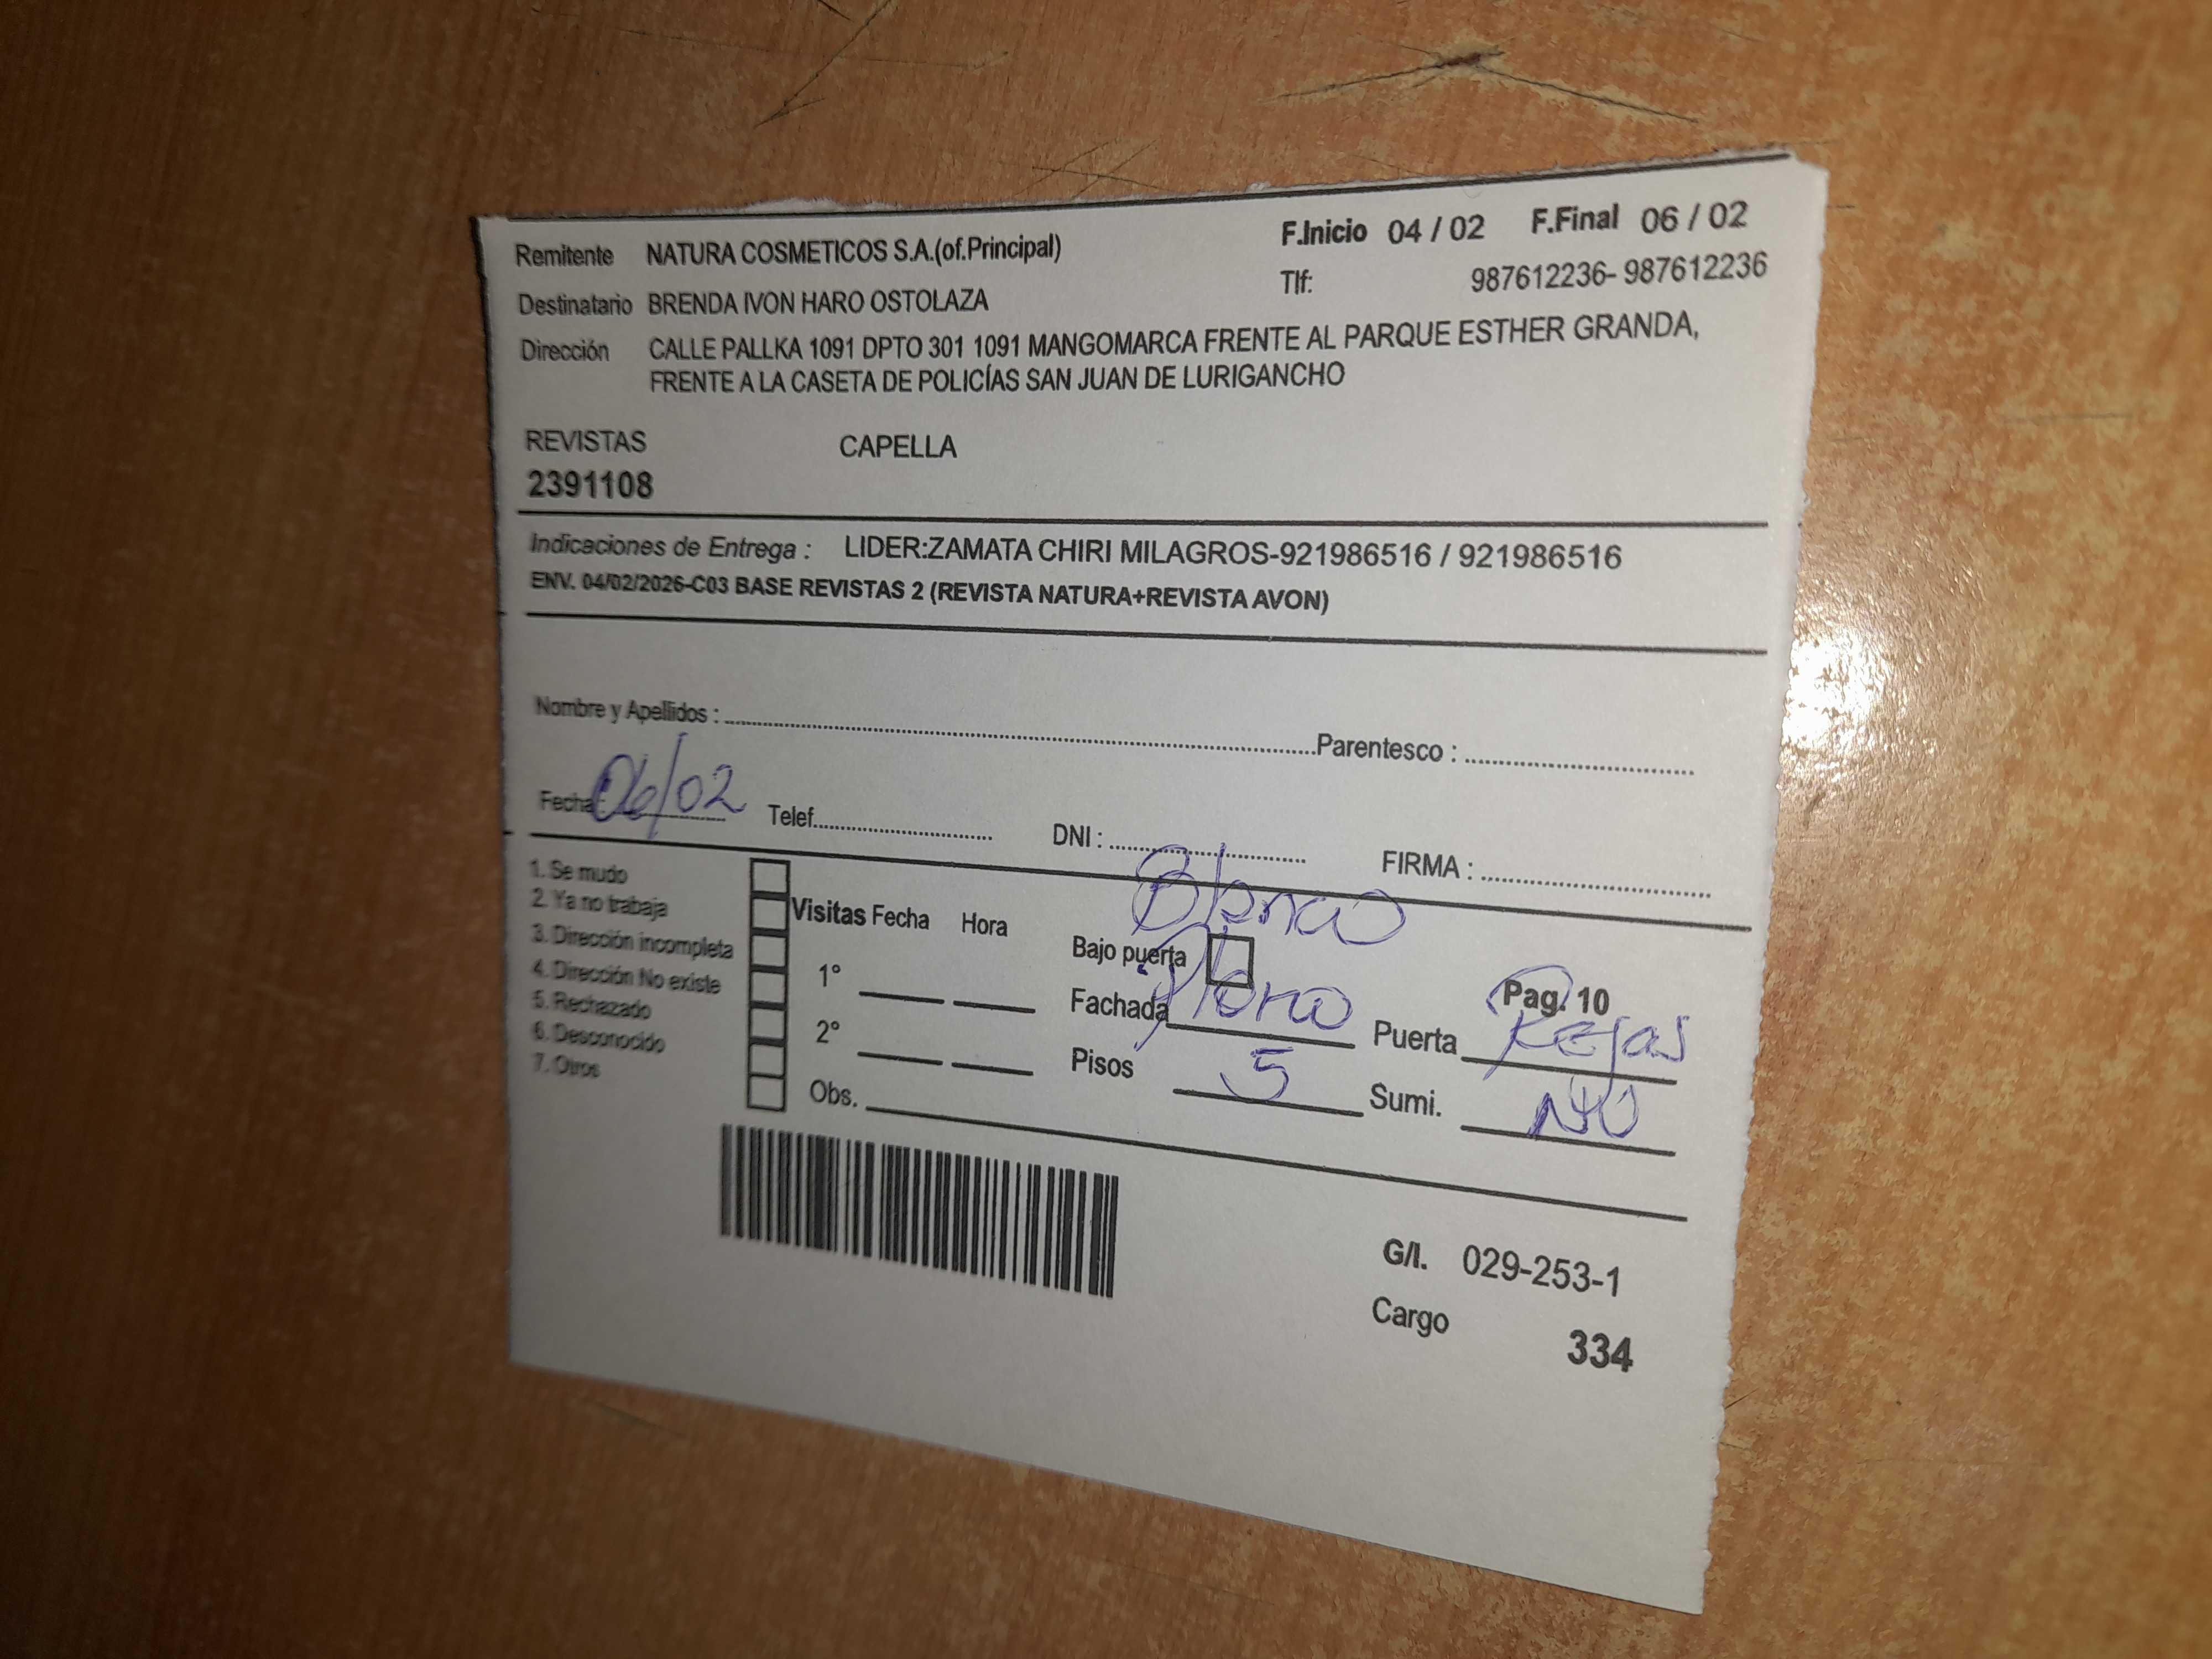 Remitente NATURA COSMETICOS S.A.(of.Principal) F.Inicio 04 / 02 F.Final 06 / 02
Destinatario BRENDA IVON HARO OSTOLAZA Tlf: 987612236- 987612236
Dirección CALLE PALLKA 1091 DPTO 301 1091 MANGOMARCA FRENTE AL PARQUE ESTHER GRANDA,
FRENTE A LA CASETA DE POLICÍAS SAN JUAN DE LURIGANCHO
REVISTAS CAPELLA
2391108
Indicaciones de Entrega : LIDER:ZAMATA CHIRI MILAGROS-921986516 / 921986516
ENV. 04/02/2026-C03 BASE REVISTAS 2 (REVISTA NATURA+REVISTA AVON)
Nombre y Apellidos : Parentesco :
Fecha: 06/02 Telef. DNI : FIRMA :
1. Se mudo
2. Ya no trabaja
3. Dirección incompleta
4. Dirección No existe
5. Rechazado
6. Desconocido
7. Otros
Visitas Fecha Hora
1°
2°
Obs.
Blanco
Bajo puerta
Pag. 10
Fachada Puerta Rejas
Pisos 5 Sumi. NO
G/I. 029-253-1
Cargo 334